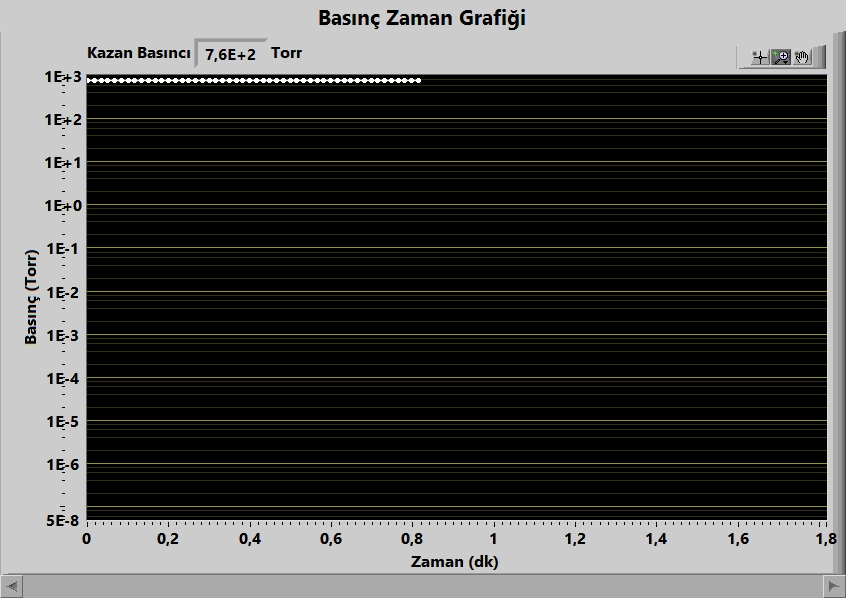 Basınç Zaman Grafiği
Kazan Basıncı 7,6E+2 Torr
1E+3
1E+2
1E+1
1E+0
1E-1
1E-2
1E-3
1E-4
1E-5
1E-6
5E-8
Basınç (Torr)
0 0,2 0,4 0,6 0,8 1 1,2 1,4 1,6 1,8
Zaman (dk)